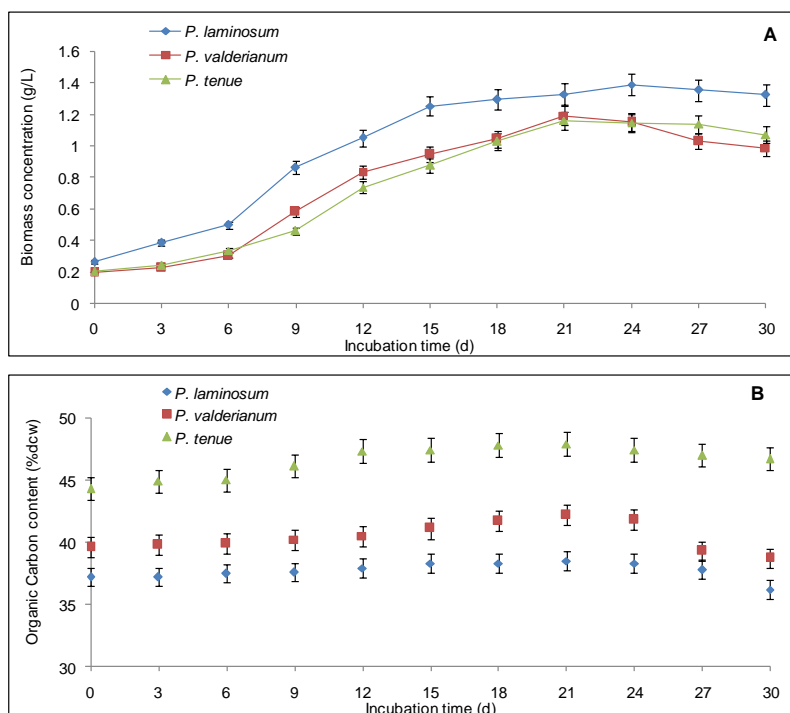 A
P. laminosum
P. valderianum
P. tenue
Biomass concentration (g/L)
1.6
1.4
1.2
1
0.8
0.6
0.4
0.2
0
0 3 6 9 12 15 18 21 24 27 30
Incubation time (d)
B
P. laminosum
P. valderianum
P. tenue
Organic Carbon content (%dcw)
50
45
40
35
30
0 3 6 9 12 15 18 21 24 27 30
Incubation time (d)